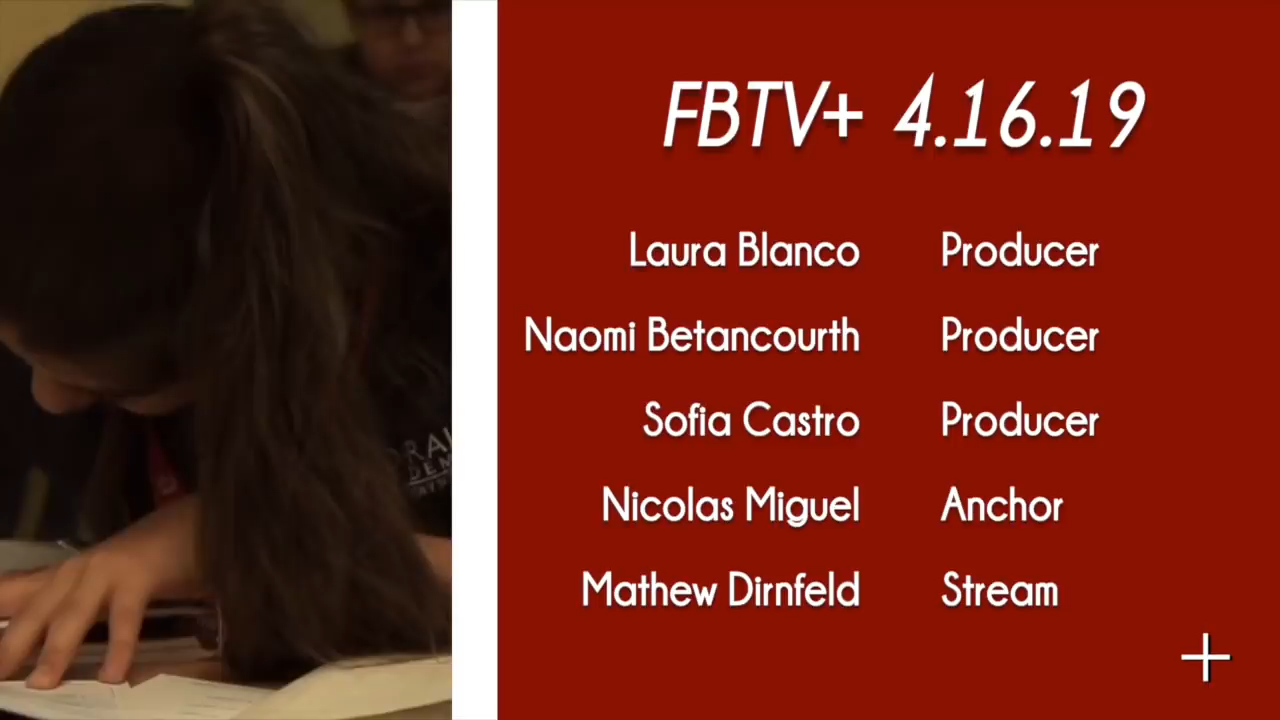 FBTV+ 4.16.19
Laura Blanco Producer
Naomi Betancourth Producer
Sofia Castro Producer
Nicolas Miguel Anchor
Mathew Dirnfeld Stream
+